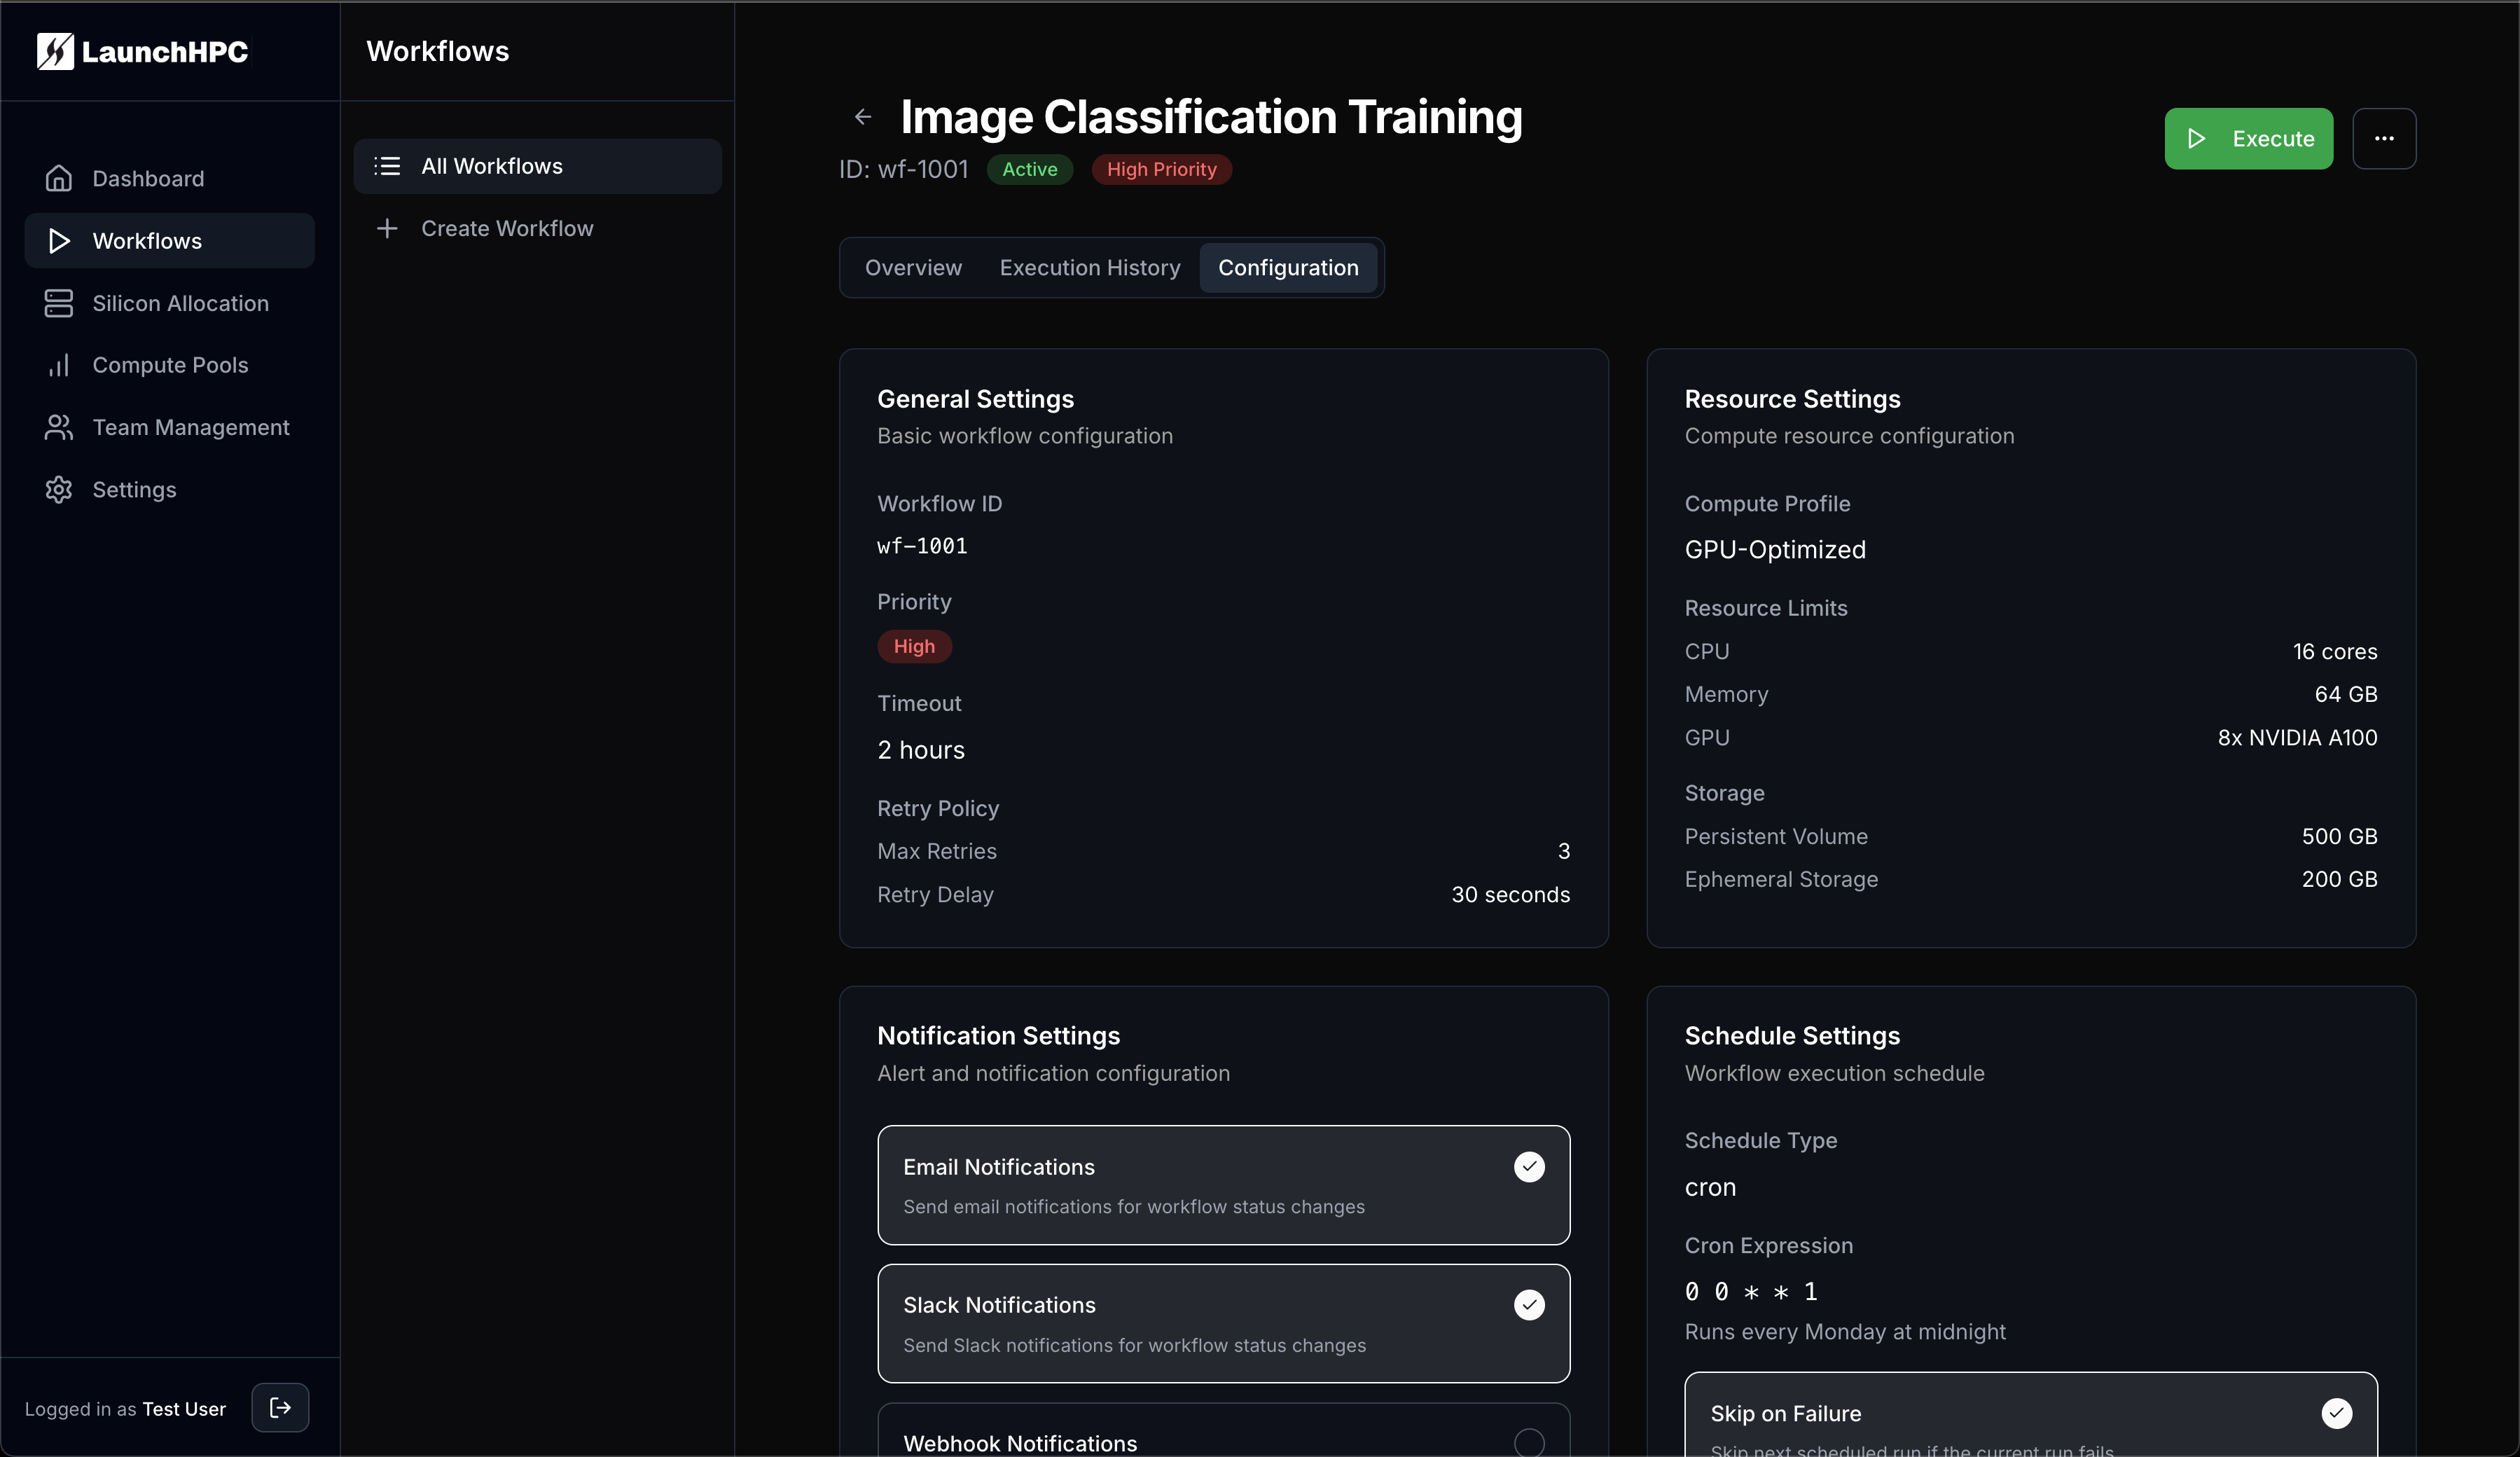 LaunchHPC
Dashboard
Workflows
Silicon Allocation
Compute Pools
Team Management
Settings
Logged in as Test User
Workflows
All Workflows
Create Workflow
Image Classification Training
ID: wf-1001 Active High Priority
Execute
Overview Execution History Configuration
General Settings
Basic workflow configuration
Workflow ID
wf-1001
Priority
High
Timeout
2 hours
Retry Policy
Max Retries 3
Retry Delay 30 seconds
Resource Settings
Compute resource configuration
Compute Profile
GPU-Optimized
Resource Limits
CPU 16 cores
Memory 64 GB
GPU 8x NVIDIA A100
Storage
Persistent Volume 500 GB
Ephemeral Storage 200 GB
Notification Settings
Alert and notification configuration
Email Notifications
Send email notifications for workflow status changes
Slack Notifications
Send Slack notifications for workflow status changes
Webhook Notifications
Schedule Settings
Workflow execution schedule
Schedule Type
cron
Cron Expression
0 0 * * 1
Runs every Monday at midnight
Skip on Failure
Skip next scheduled run if the current run fails